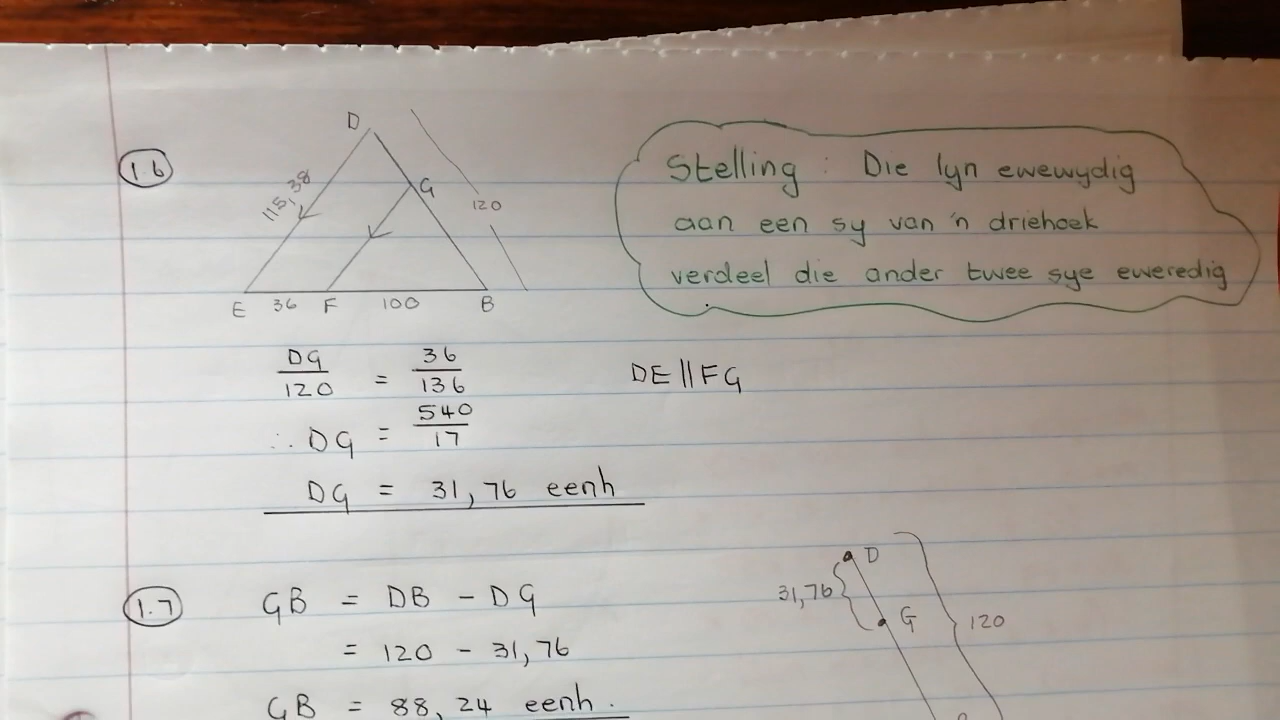 1.6
D
G
115,38
120
E 36 F 100 B
Stelling : Die lyn ewewydig
aan een sy van 'n driehoek
verdeel die ander twee sye eweredig
DG/120 = 36/136
DE || FG
∴ DG = 540/17
DG = 31,76 eenh
1.7
GB = DB - DG
= 120 - 31,76
GB = 88,24 eenh.
D
31,76
G
120